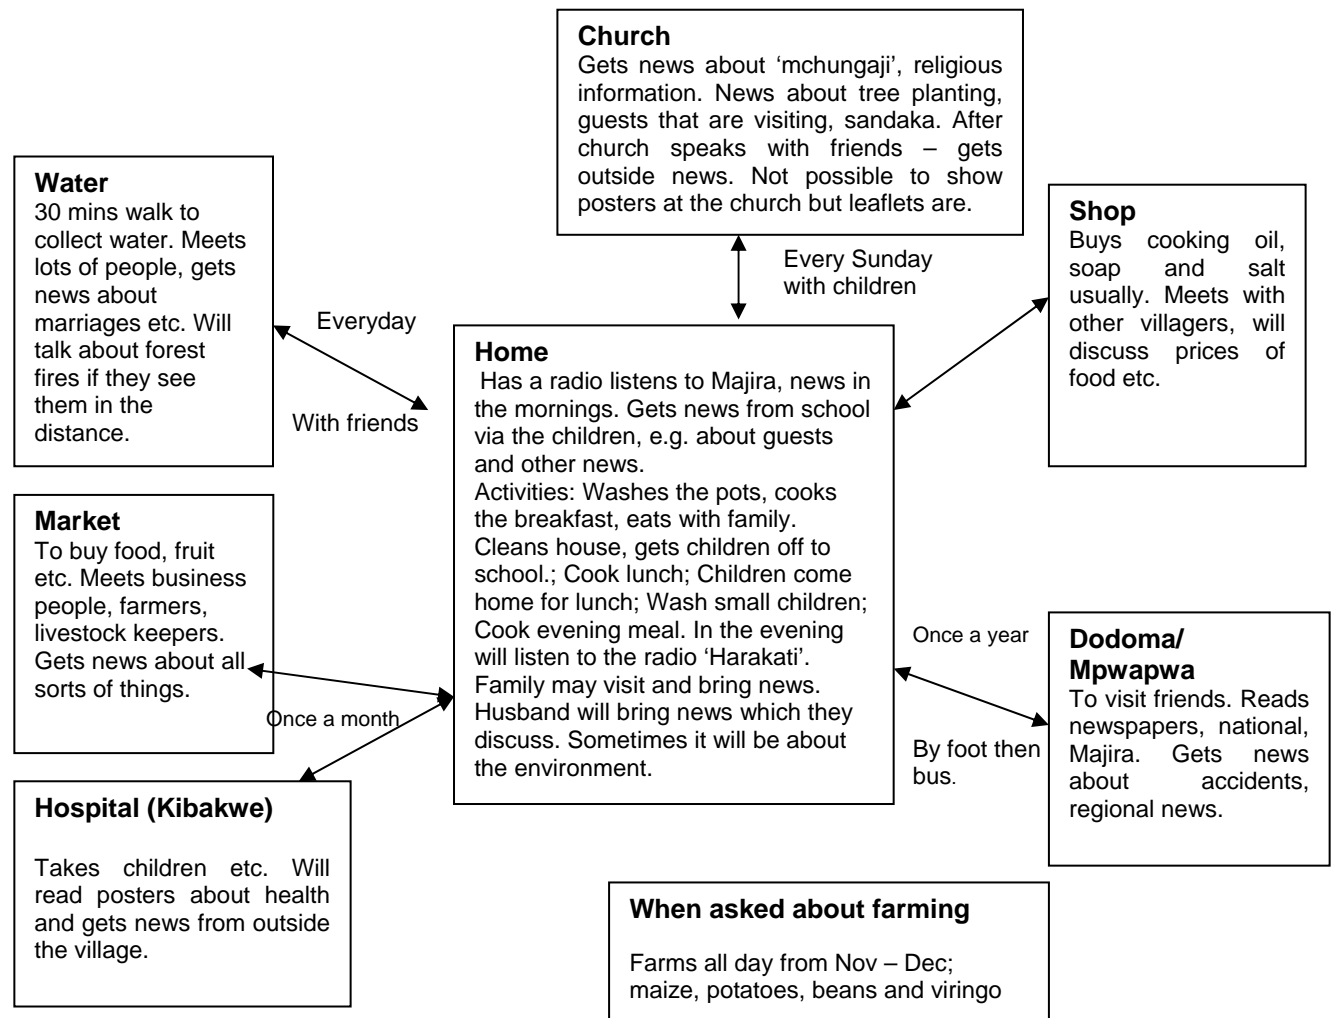 Church
Gets news about ‘mchungaji’, religious
information. News about tree planting,
guests that are visiting, sandaka. After
church speaks with friends – gets
outside news. Not possible to show
posters at the church but leaflets are.
Water
30 mins walk to
collect water. Meets
lots of people, gets
news about
marriages etc. Will
talk about forest
fires if they see
them in the
distance.
Everyday
With friends
Every Sunday
with children
Shop
Buys cooking oil,
soap and salt
usually. Meets with
other villagers, will
discuss prices of
food etc.
Home
Has a radio listens to Majira, news in
the mornings. Gets news from school
via the children, e.g. about guests
and other news.
Activities: Washes the pots, cooks
the breakfast, eats with family.
Cleans house, gets children off to
school.; Cook lunch; Children come
home for lunch; Wash small children;
Cook evening meal. In the evening
will listen to the radio ‘Harakati’.
Family may visit and bring news.
Husband will bring news which they
discuss. Sometimes it will be about
the environment.
Market
To buy food, fruit
etc. Meets business
people, farmers,
livestock keepers.
Gets news about all
sorts of things.
Once a month
Once a year
By foot then
bus.
Dodoma/
Mpwapwa
To visit friends. Reads
newspapers, national,
Majira. Gets news
about accidents,
regional news.
Hospital (Kibakwe)
Takes children etc. Will
read posters about health
and gets news from outside
the village.
When asked about farming
Farms all day from Nov – Dec;
maize, potatoes, beans and viringo